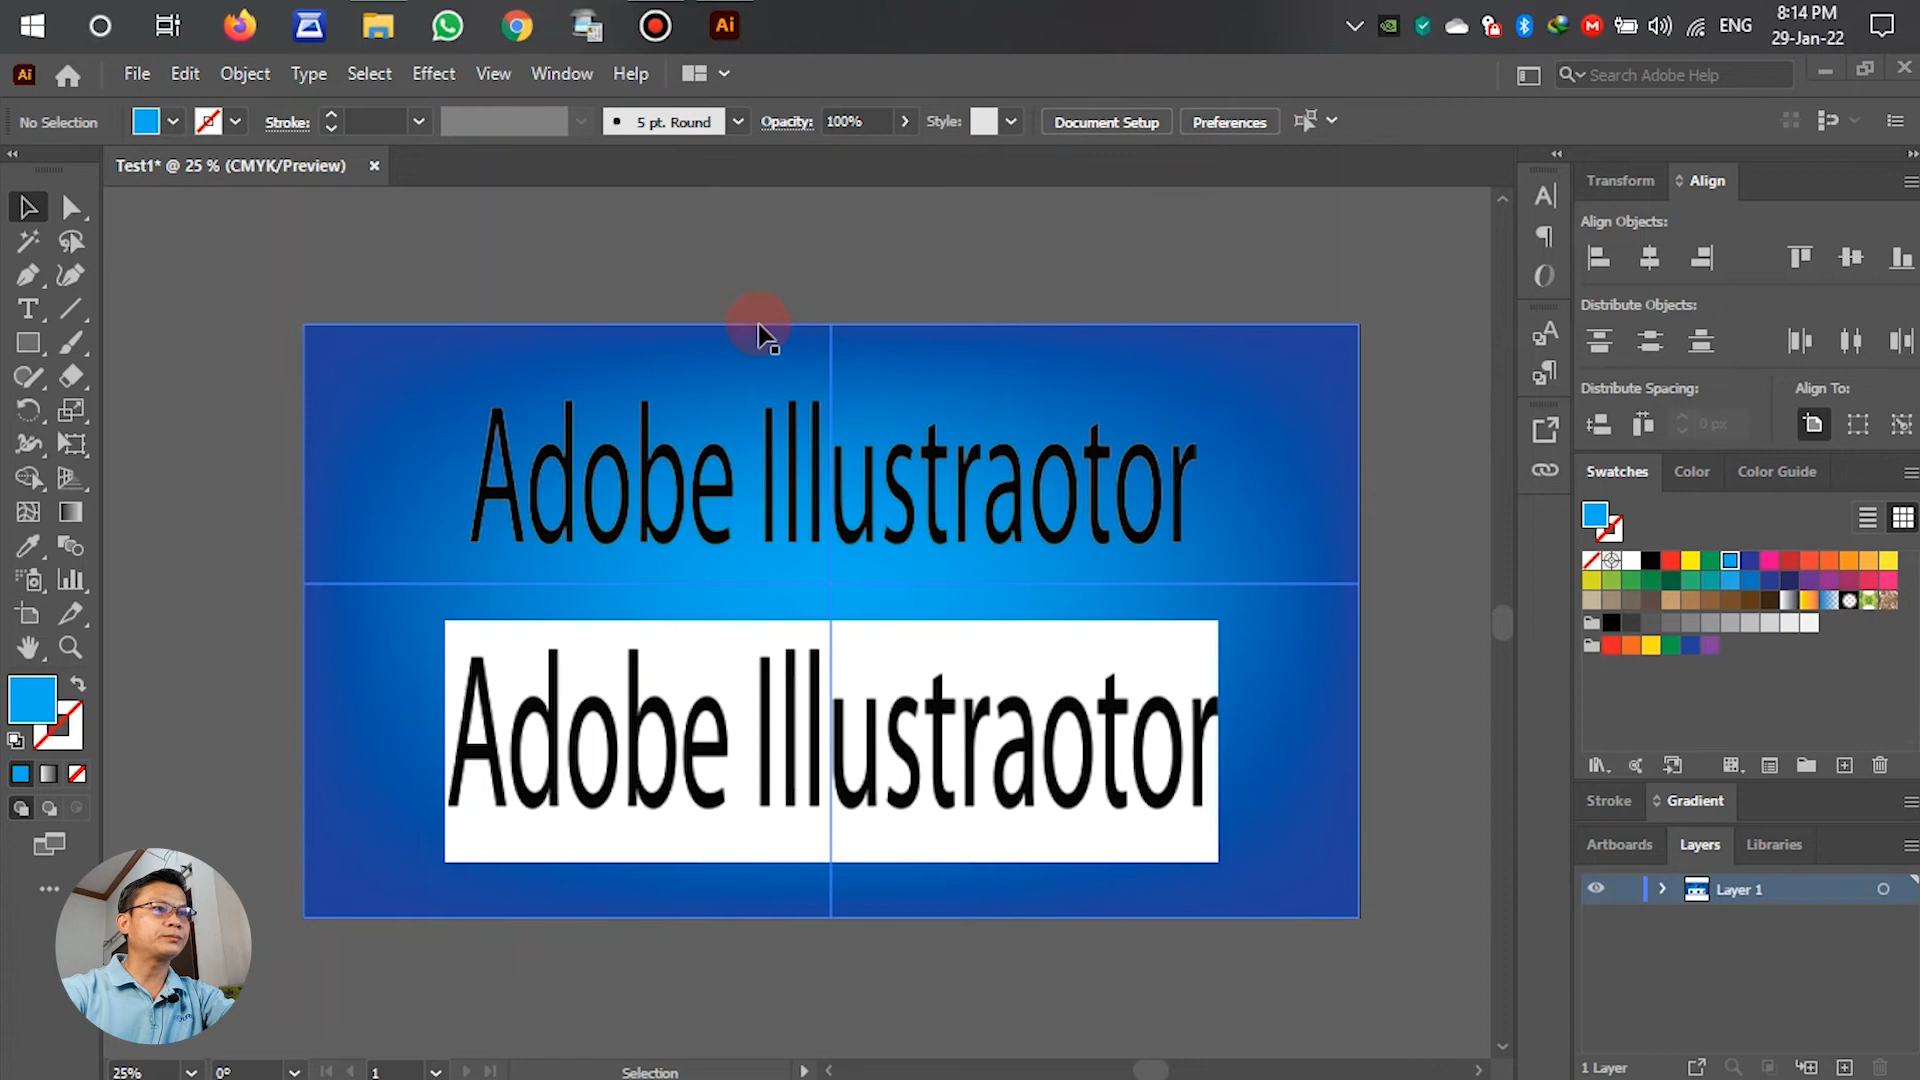 ENG
8:14 PM
29-Jan-22
Ai
File Edit Object Type Select Effect View Window Help
Search Adobe Help
No Selection
Stroke:
5 pt. Round
Opacity: 100%
Style:
Document Setup
Preferences
Test1* @ 25 % (CMYK/Preview)
Transform
Align
Align Objects:
Distribute Objects:
Distribute Spacing:
Align To:
0 px
Adobe Illustraotor
Adobe Illustraotor
Swatches
Color
Color Guide
Stroke
Gradient
Artboards
Layers
Libraries
Layer 1
1 Layer
25%
0°
1
Selection